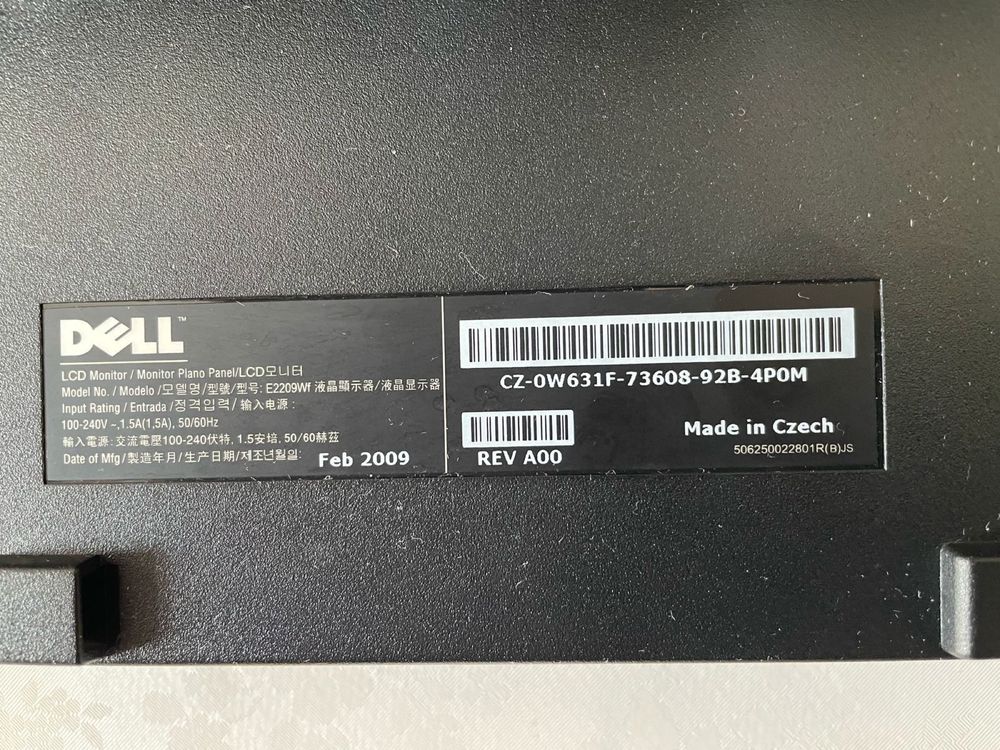 DELL™
LCD Monitor / Monitor Plano Panel/LCD모니터
Model No. / Modelo /모델명/型號/型号: E2209Wf 液晶顯示器/液晶显示器
Input Rating / Entrada /정격입력/ 输入电源 :
100-240V ~,1.5A(1,5A), 50/60Hz
輸入電源: 交流電壓100-240伏特, 1.5安培, 50/60赫茲
Date of Mfg/製造年月/生产日期/제조년월일: Feb 2009
CZ-0W631F-73608-92B-4P0M
REV A00
Made in Czech
506250022801R(B)JS